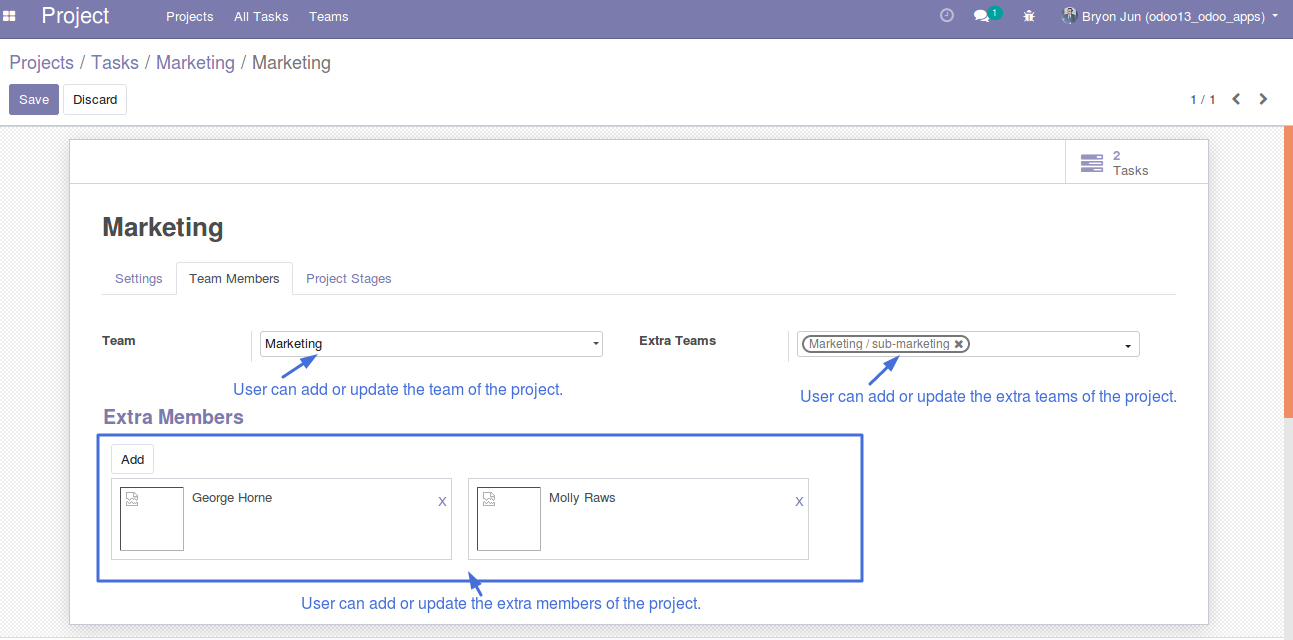 Project Projects All Tasks Teams 1 Bryon Jun (odoo13_odoo_apps)
Projects / Tasks / Marketing / Marketing
Save Discard 1 / 1
2
Tasks
Marketing
Settings Team Members Project Stages
Team Marketing Extra Teams Marketing / sub-marketing
User can add or update the team of the project.
User can add or update the extra teams of the project.
Extra Members
Add
George Horne X Molly Raws X
User can add or update the extra members of the project.